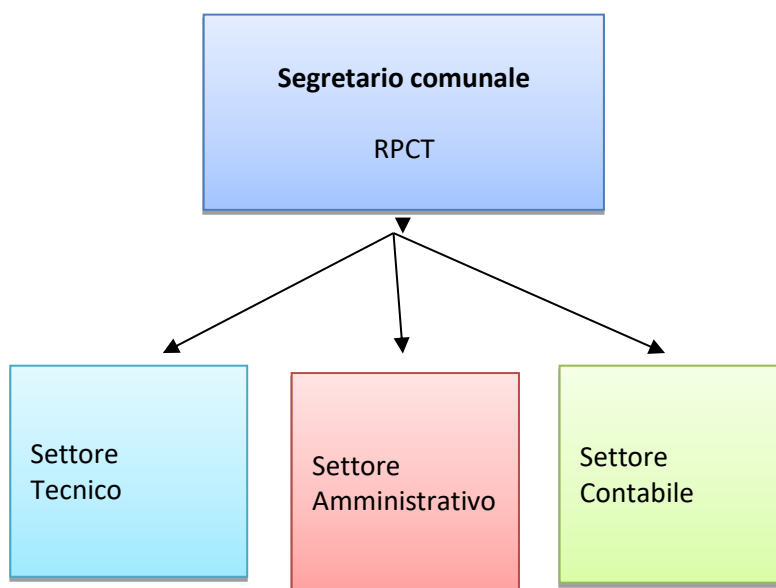 Segretario comunale
RPCT
Settore
Tecnico
Settore
Amministrativo
Settore
Contabile